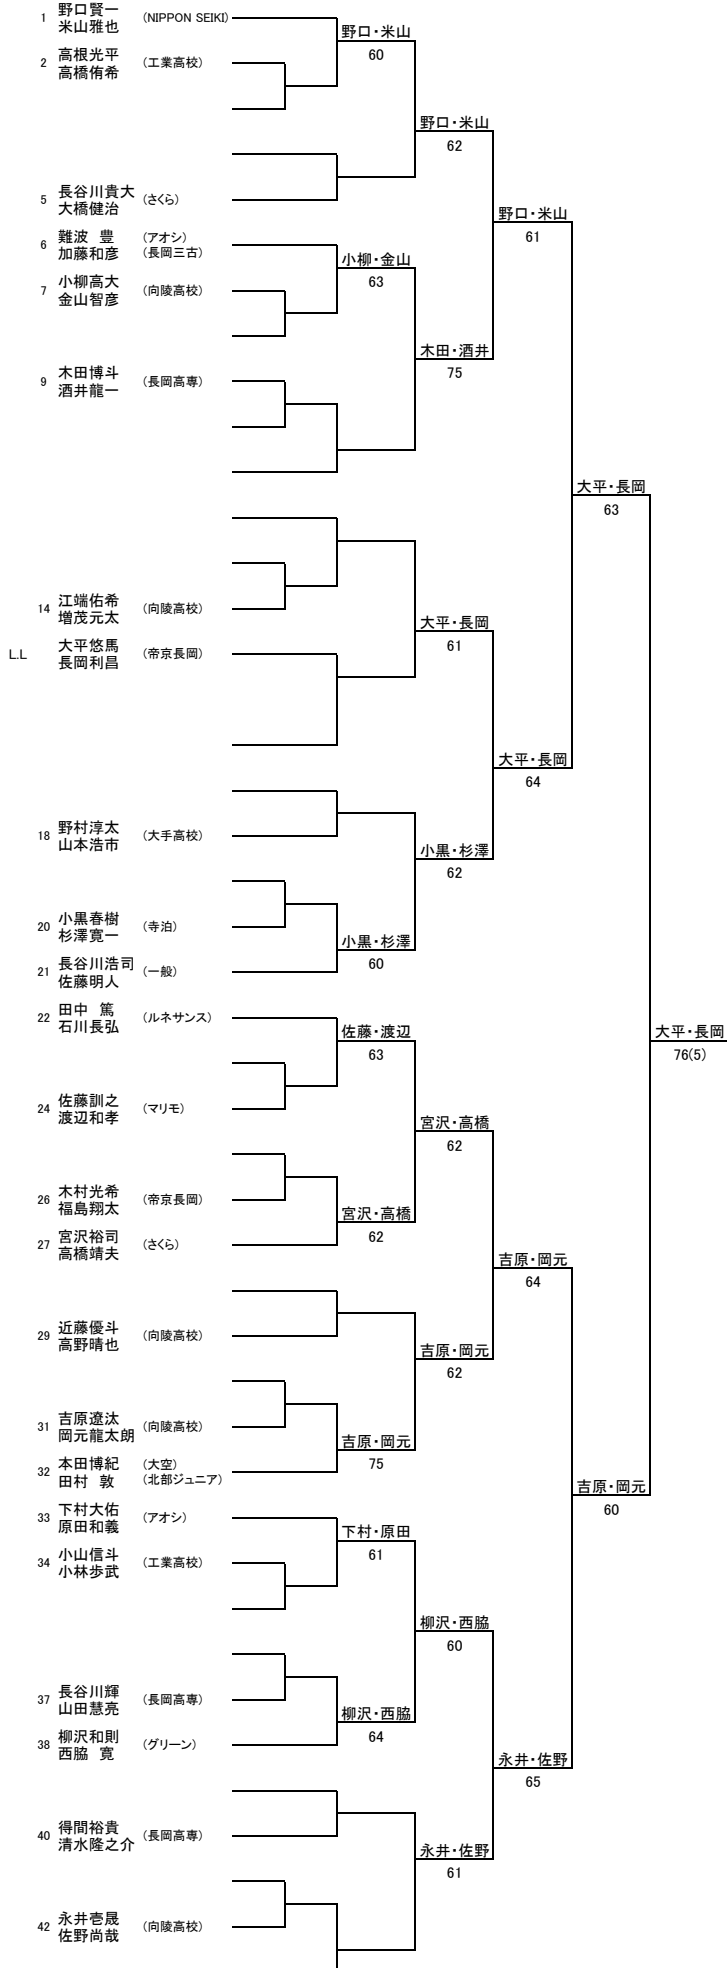 1 野口賢一 (NIPPON SEIKI)
米山雅也
野口・米山
60
2 高根光平 (工業高校)
高橋侑希
野口・米山
62
5 長谷川貴大 (さくら)
大橋健治
野口・米山
61
6 難波 豊 (アオシ)
加藤和彦 (長岡三古)
小柳・金山
63
7 小柳高大 (向陵高校)
金山智彦
木田・酒井
75
9 木田博斗 (長岡高専)
酒井龍一
大平・長岡
63
14 江端佑希 (向陵高校)
増茂元太
大平・長岡
61
L.L 大平悠馬 (帝京長岡)
長岡利昌
大平・長岡
64
18 野村淳太 (大手高校)
山本浩市
小黒・杉澤
62
20 小黒春樹 (寺泊)
杉澤寛一
小黒・杉澤
60
21 長谷川浩司 (一般)
佐藤明人
22 田中 篤 (ルネサンス)
石川長弘
佐藤・渡辺
63
大平・長岡
76(5)
24 佐藤訓之 (マリモ)
渡辺和孝
宮沢・高橋
62
26 木村光希 (帝京長岡)
福島翔太
宮沢・高橋
62
27 宮沢裕司 (さくら)
高橋靖夫
吉原・岡元
64
29 近藤優斗 (向陵高校)
高野晴也
吉原・岡元
62
31 吉原遼汰 (向陵高校)
岡元龍太朗
吉原・岡元
75
32 本田博紀 (大空)
田村 敦 (北部ジュニア)
吉原・岡元
60
33 下村大佑 (アオシ)
原田和義
下村・原田
61
34 小山信斗 (工業高校)
小林歩武
柳沢・西脇
60
37 長谷川輝 (長岡高専)
山田慧亮
柳沢・西脇
64
38 柳沢和則 (グリーン)
西脇 寛
永井・佐野
65
40 得間裕貴 (長岡高専)
清水隆之介
永井・佐野
61
42 永井壱晟 (向陵高校)
佐野尚哉